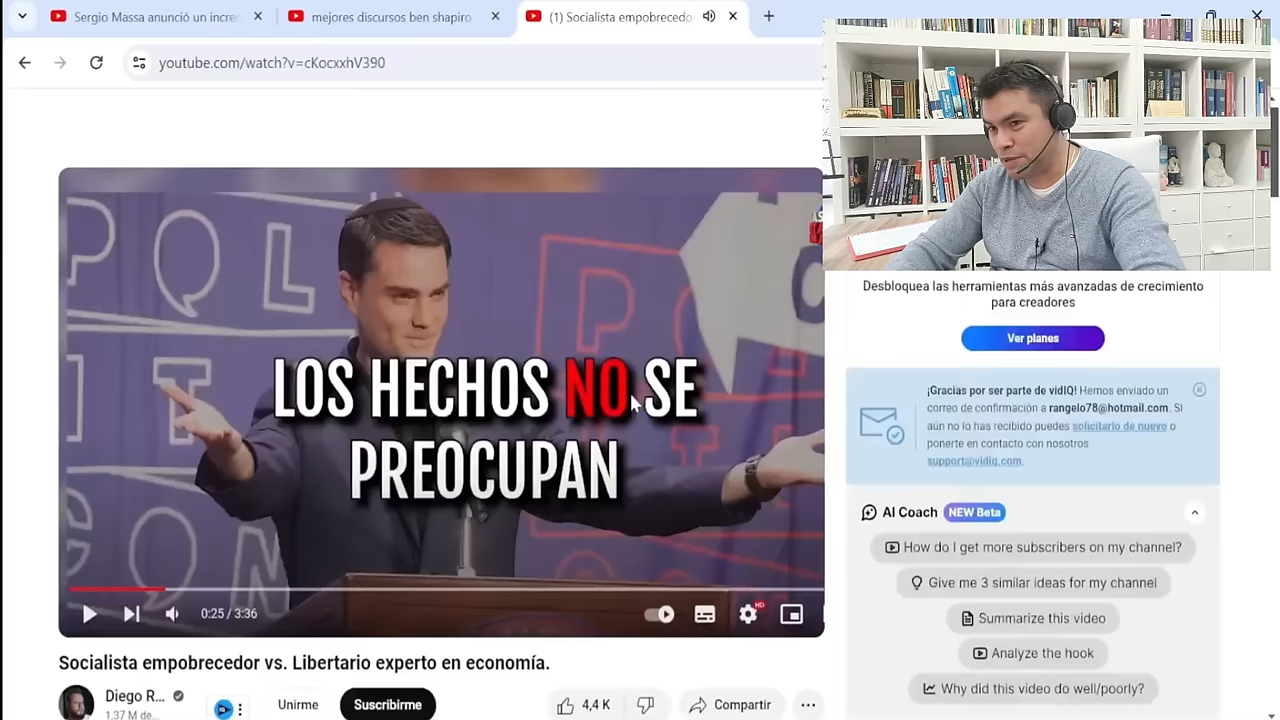 Sergio Massa anunció un incre
mejores discursos ben shapiro
(1) Socialista empobrecedo
youtube.com/watch?v=cKocxxhV390
POL
IT
CON
POL
IT
LOS HECHOS NO SE
PREOCUPAN
0:25 / 3:36
HD
Socialista empobrecedor vs. Libertario experto en economía.
Diego R...
1.37 M de...
Unirme
Suscribirme
4,4 K
Compartir
Desbloquea las herramientas más avanzadas de crecimiento
para creadores
Ver planes
¡Gracias por ser parte de vidIQ! Hemos enviado un
correo de confirmación a rangelo78@hotmail.com. Si
aún no lo has recibido puedes solicitarlo de nuevo o
ponerte en contacto con nosotros
support@vidiq.com.
AI Coach NEW Beta
How do I get more subscribers on my channel?
Give me 3 similar ideas for my channel
Summarize this video
Analyze the hook
Why did this video do well/poorly?